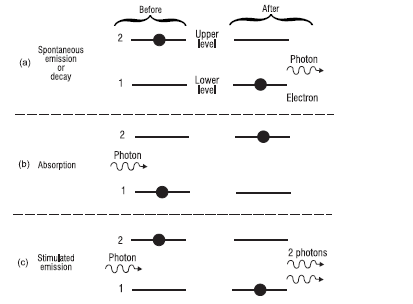 Before
After
2
Upper
level
(a)
Spontaneous
emission
or
decay
Photon
1
Lower
level
Electron
2
(b)
Absorption
Photon
1
2
(c)
Stimulated
emission
Photon
2 photons
1